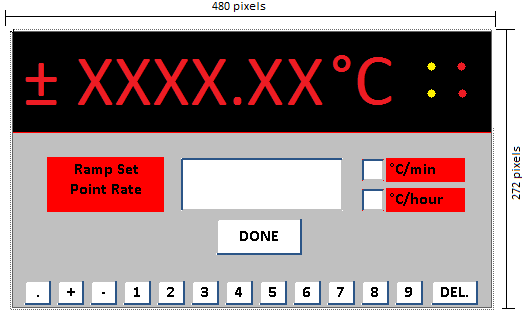 480 pixels
± XXXX.XX°C
272 pixels
Ramp Set
Point Rate
°C/min
°C/hour
DONE
. + - 1 2 3 4 5 6 7 8 9 DEL.